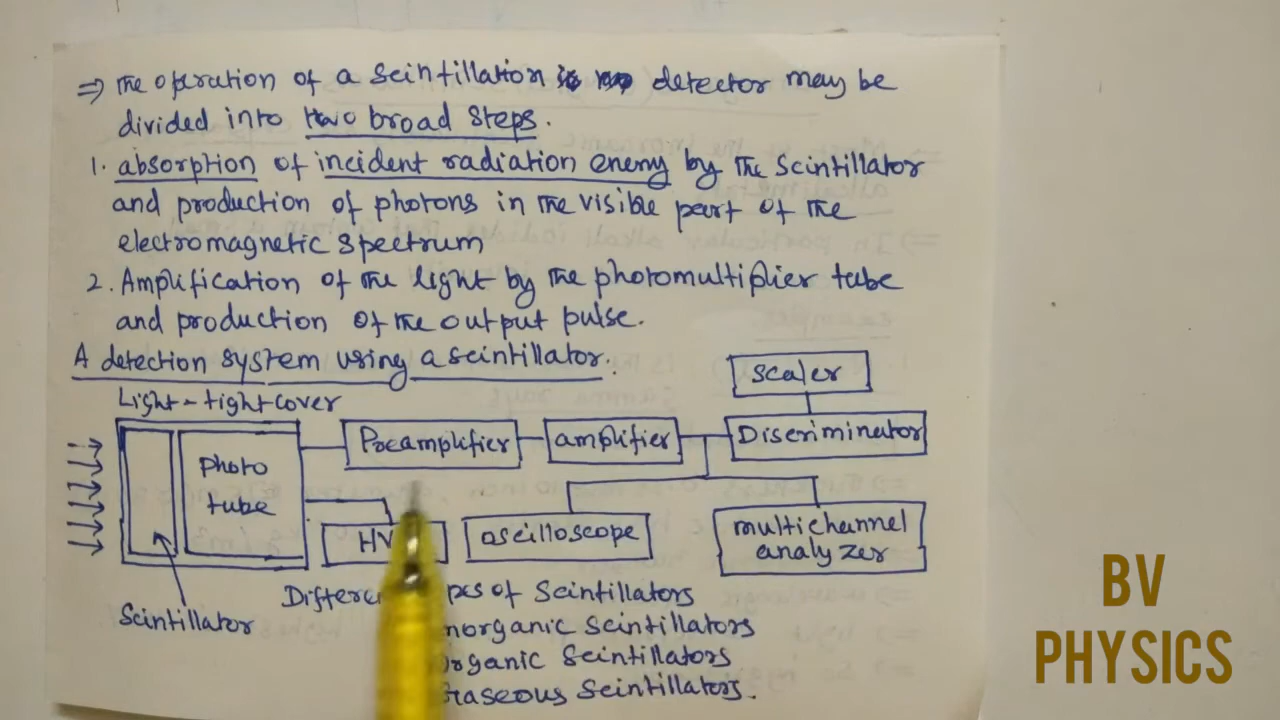 ⇒ The operation of a scintillation detector may be
divided into two broad steps.
1. absorption of incident radiation energy by the scintillator
and production of photons in the visible part of the
electromagnetic spectrum
2. Amplification of the light by the photomultiplier tube
and production of the output pulse.
A detection system using a scintillator.
Light-tight cover
scaler
Preamplifier
amplifier
Discriminator
photo
tube
HV
oscilloscope
multichannel
analyzer
scintillator
of scintillators
scintillators
organic scintillators
Gaseous scintillators.
BV
PHYSICS